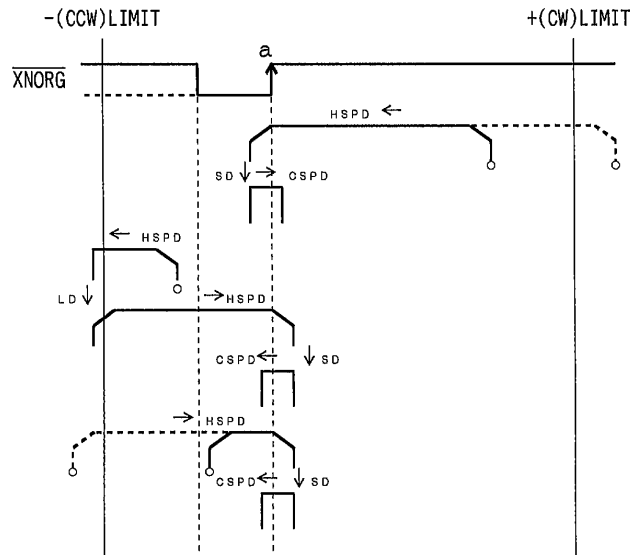 -(CCW)LIMIT
+(CW)LIMIT
a
XNORG
HSPD
SD
CSPD
HSPD
LD
HSPD
CSPD
SD
HSPD
CSPD
SD